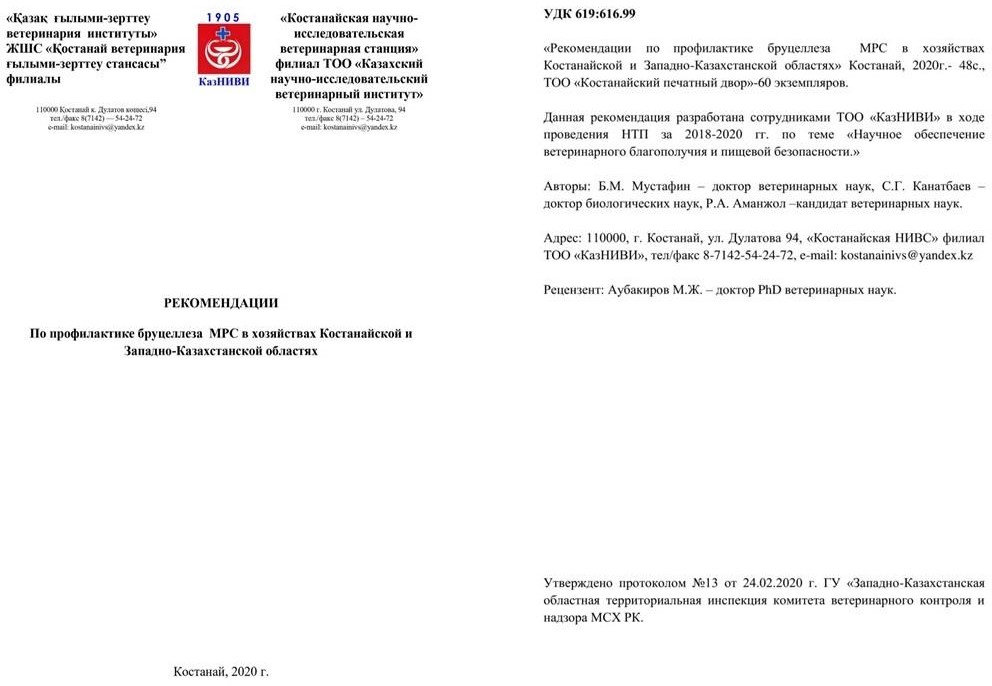 «Қазақ ғылыми-зерттеу
ветеринария институты»
ЖШС «Қостанай ветеринария
ғылыми-зерттеу стансасы”
филиалы
110000 Костанай к. Дулатов көшесі,94
тел./факс 8(7142) — 54-24-72
e-mail: kostanainivs@yandex.kz
1905
КазНИВИ
«Костанайская научно-
исследовательская
ветеринарная станция»
филиал ТОО «Казахский
научно-исследовательский
ветеринарный институт»
110000 г. Костанай ул. Дулатова, 94
тел./факс 8(7142) – 54-24-72
e-mail: kostanainivs@yandex.kz
РЕКОМЕНДАЦИИ
По профилактике бруцеллеза МРС в хозяйствах Костанайской и
Западно-Казахстанской областях
Костанай, 2020 г.
УДК 619:616.99
«Рекомендации по профилактике бруцеллеза МРС в хозяйствах
Костанайской и Западно-Казахстанской областях» Костанай, 2020г.- 48с.,
ТОО «Костанайский печатный двор»-60 экземпляров.
Данная рекомендация разработана сотрудниками ТОО «КазНИВИ» в ходе
проведения НТП за 2018-2020 гг. по теме «Научное обеспечение
ветеринарного благополучия и пищевой безопасности.»
Авторы: Б.М. Мустафин – доктор ветеринарных наук, С.Г. Канатбаев –
доктор биологических наук, Р.А. Аманжол –кандидат ветеринарных наук.
Адрес: 110000, г. Костанай, ул. Дулатова 94, «Костанайская НИВС» филиал
ТОО «КазНИВИ», тел/факс 8-7142-54-24-72, e-mail: kostanainivs@yandex.kz
Рецензент: Аубакиров М.Ж. – доктор PhD ветеринарных наук.
Утверждено протоколом №13 от 24.02.2020 г. ГУ «Западно-Казахстанская
областная территориальная инспекция комитета ветеринарного контроля и
надзора МСХ РК.